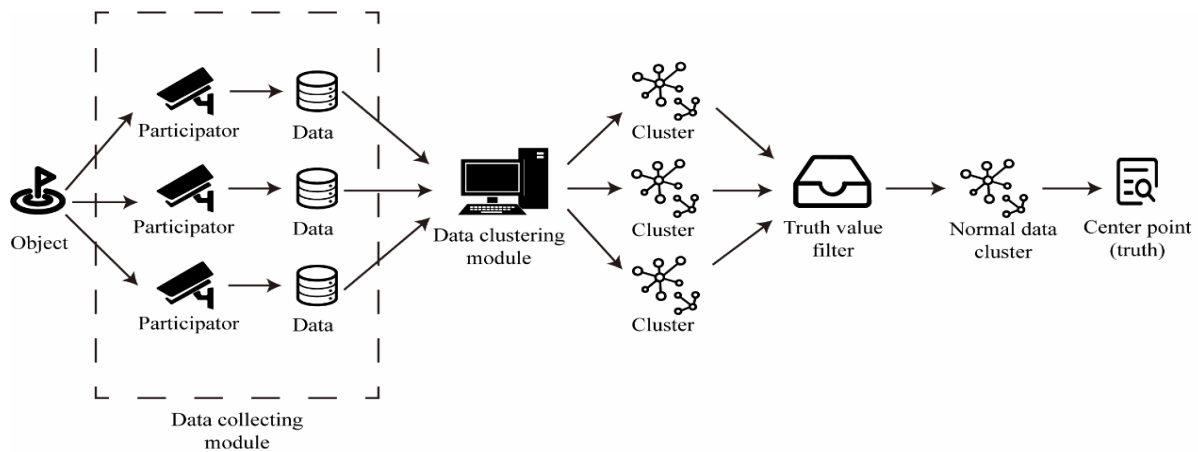 Participator
Data
Cluster
Object
Participator
Data
Data clustering
module
Cluster
Truth value
filter
Normal data
cluster
Center point
(truth)
Participator
Data
Cluster
Data collecting
module